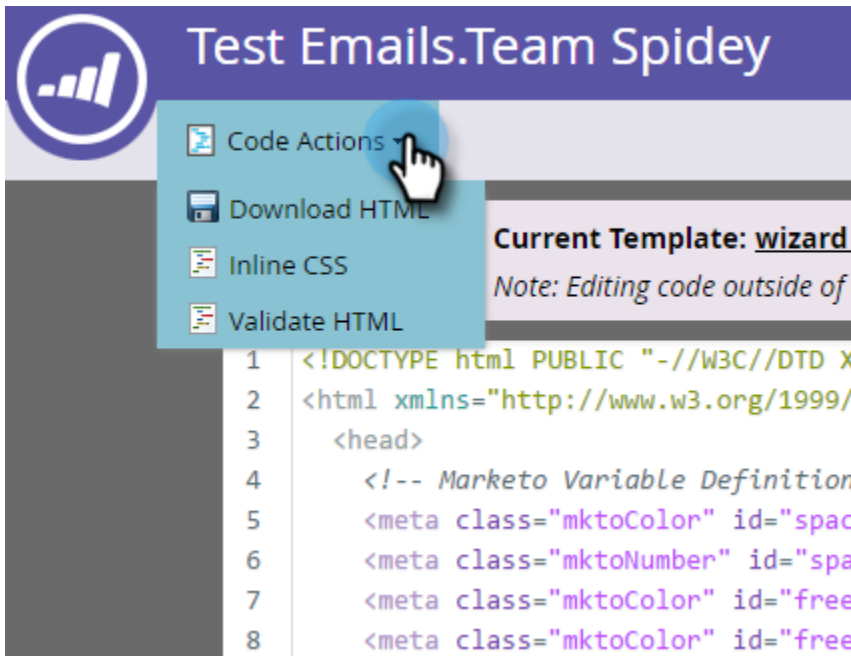 Test Emails.Team Spidey
Code Actions
Download HTML
Inline CSS
Validate HTML
Current Template: wizard
Note: Editing code outside of
1 <!DOCTYPE html PUBLIC "-//W3C//DTD X
2 <html xmlns="http://www.w3.org/1999/
3 <head>
4 <!-- Marketo Variable Definition
5 <meta class="mktoColor" id="spac
6 <meta class="mktoNumber" id="spa
7 <meta class="mktoColor" id="free
8 <meta class="mktoColor" id="free